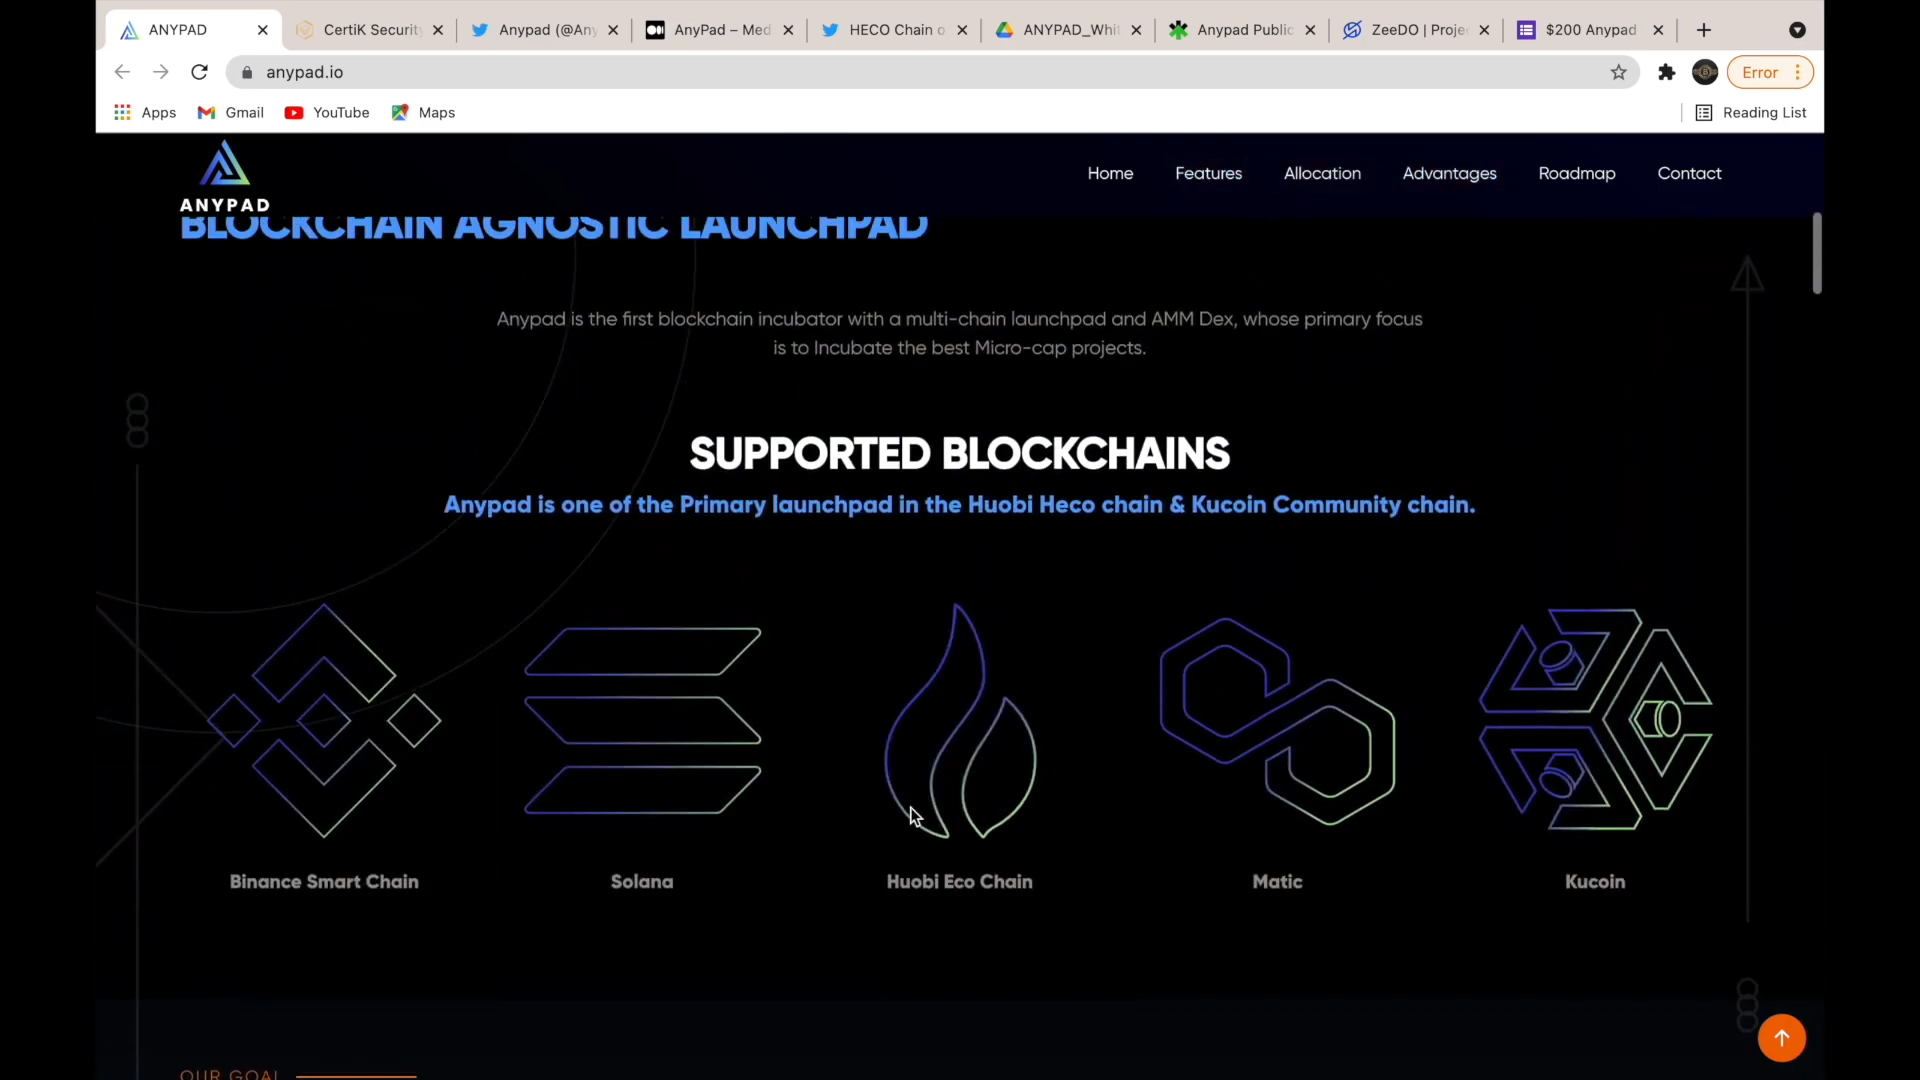 ANYPAD
CertiK Security
Anypad (@Any
AnyPad – Med
HECO Chain o
ANYPAD_Whit
Anypad Public
ZeeDO | Projec
$200 Anypad
anypad.io
Error
Apps
Gmail
YouTube
Maps
Reading List
ANYPAD
Home
Features
Allocation
Advantages
Roadmap
Contact
BLOCKCHAIN AGNOSTIC LAUNCHPAD
Anypad is the first blockchain incubator with a multi-chain launchpad and AMM Dex, whose primary focus
is to Incubate the best Micro-cap projects.
SUPPORTED BLOCKCHAINS
Anypad is one of the Primary launchpad in the Huobi Heco chain & Kucoin Community chain.
Binance Smart Chain
Solana
Huobi Eco Chain
Matic
Kucoin
OUR GOAL